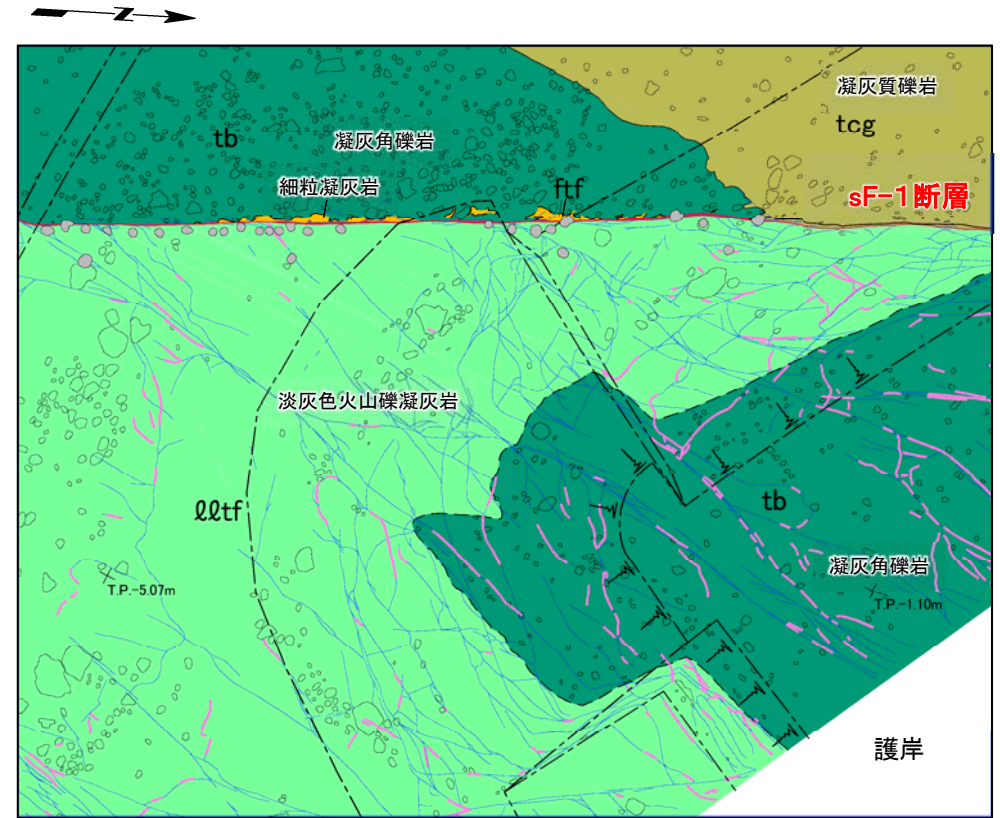 N
凝灰質礫岩
tcg
tb
凝灰角礫岩
細粒凝灰岩
ftf
sF-1断層
淡灰色火山礫凝灰岩
ℓℓtf
tb
凝灰角礫岩
T.P.-5.07m
T.P.-1.10m
護岸